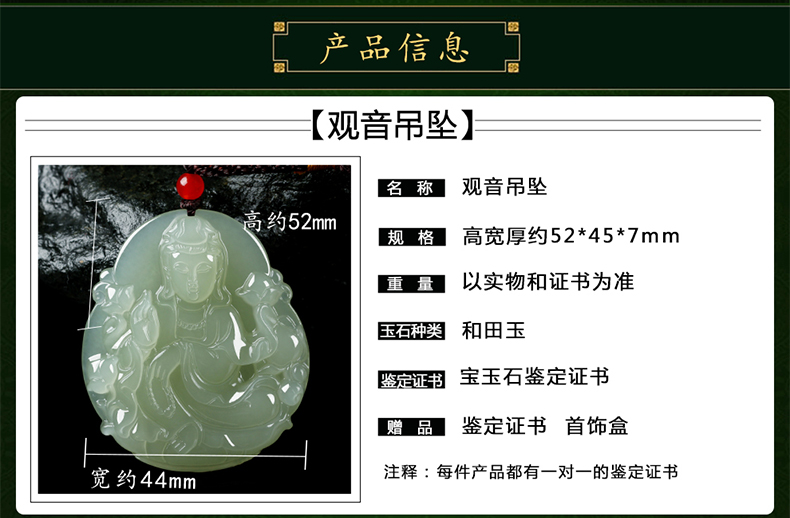 产品信息
【观音吊坠】
高约52mm
宽约44mm
名 称 观音吊坠
规 格 高宽厚约52*45*7mm
重 量 以实物和证书为准
玉石种类 和田玉
鉴定证书 宝玉石鉴定证书
赠 品 鉴定证书 首饰盒
注释：每件产品都有一对一的鉴定证书